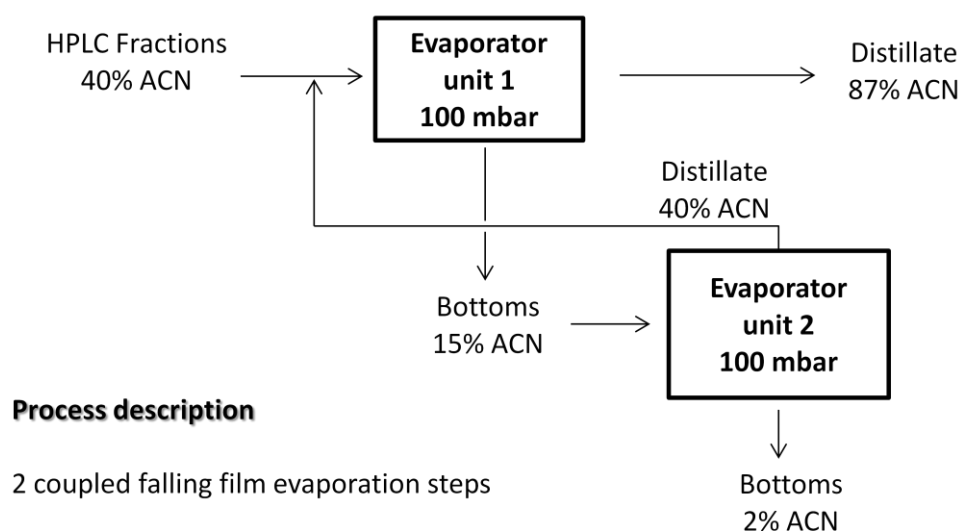 HPLC Fractions
40% ACN
Evaporator
unit 1
100 mbar
Distillate
87% ACN
Distillate
40% ACN
Bottoms
15% ACN
Evaporator
unit 2
100 mbar
Process description
2 coupled falling film evaporation steps
Bottoms
2% ACN